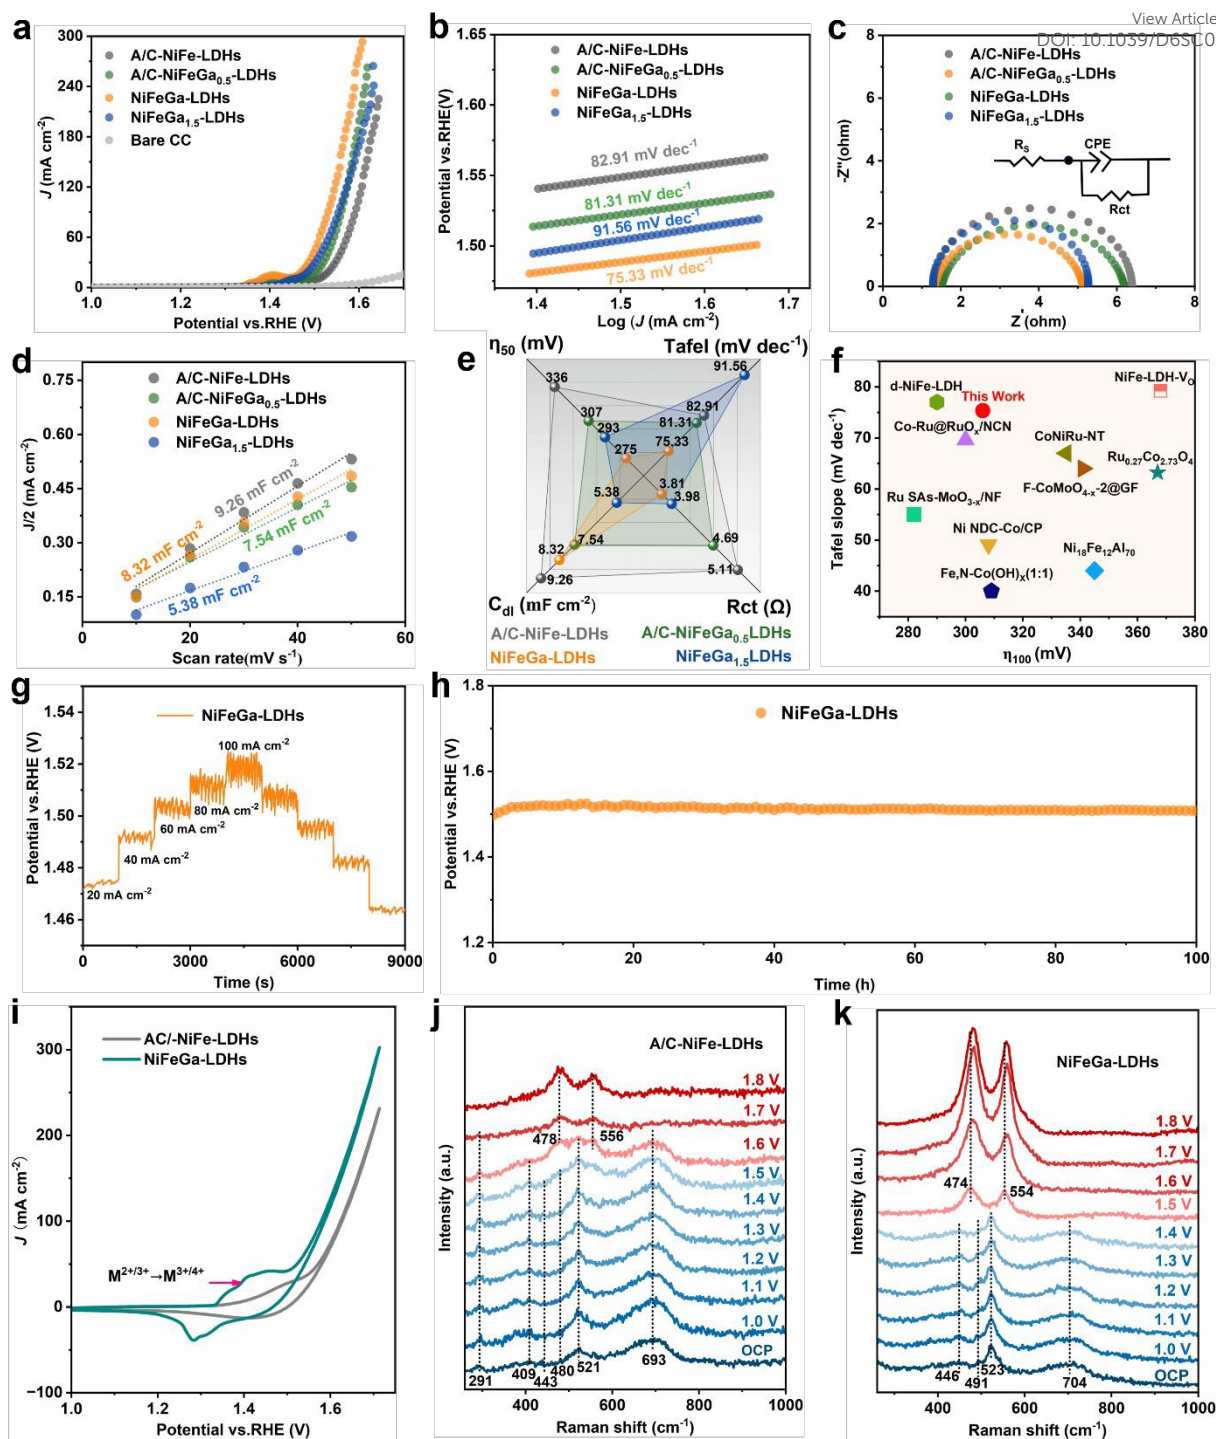 View Article
DOI: 10.1039/D6SC0
a
J (mA cm-2)
300
240
180
120
60
0
A/C-NiFe-LDHs
A/C-NiFeGa0.5-LDHs
NiFeGa-LDHs
NiFeGa1.5-LDHs
Bare CC
1.0 1.2 1.4 1.6
Potential vs.RHE (V)
b
Potential vs.RHE(V)
1.65
1.60
1.55
1.50
A/C-NiFe-LDHs
A/C-NiFeGa0.5-LDHs
NiFeGa-LDHs
NiFeGa1.5-LDHs
82.91 mV dec-1
81.31 mV dec-1
91.56 mV dec-1
75.33 mV dec-1
1.4 1.5 1.6 1.7
Log (J (mA cm-2)
c
-Z''(ohm)
8
6
4
2
0
A/C-NiFe-LDHs
A/C-NiFeGa0.5-LDHs
NiFeGa-LDHs
NiFeGa1.5-LDHs
RS CPE
Rct
0 2 4 6 8
Z'(ohm)
d
J/2 (mA cm-2)
0.75
0.60
0.45
0.30
0.15
A/C-NiFe-LDHs
A/C-NiFeGa0.5-LDHs
NiFeGa-LDHs
NiFeGa1.5-LDHs
9.26 mF cm-2
8.32 mF cm-2
7.54 mF cm-2
5.38 mF cm-2
0 20 40 60
Scan rate(mV s-1)
e
η50 (mV) Tafel (mV dec-1)
336 91.56
307 82.91
293 81.31
275 75.33
5.38 3.81
3.98
8.32 7.54 4.69
9.26 5.11
Cdl (mF cm-2) Rct (Ω)
A/C-NiFe-LDHs A/C-NiFeGa0.5LDHs
NiFeGa-LDHs NiFeGa1.5LDHs
f
Tafel slope (mV dec-1)
80
70
60
50
40
d-NiFe-LDH
This Work
NiFe-LDH-VO
Co-Ru@RuOx/NCN
CoNiRu-NT
Ru0.27Co2.73O4
F-CoMoO4-x-2@GF
Ru SAs-MoO3-x/NF
Ni NDC-Co/CP
Ni18Fe12Al70
Fe,N-Co(OH)x(1:1)
280 300 320 340 360 380
η100 (mV)
g
Potential vs.RHE (V)
1.54
1.52
1.50
1.48
1.46
NiFeGa-LDHs
100 mA cm-2
80 mA cm-2
60 mA cm-2
40 mA cm-2
20 mA cm-2
0 3000 6000 9000
Time (s)
h
Potential vs.RHE (V)
1.8
1.6
1.4
1.2
NiFeGa-LDHs
0 20 40 60 80 100
Time (h)
i
J (mA cm-2)
300
200
100
0
−100
AC/-NiFe-LDHs
NiFeGa-LDHs
M2+/3+→M3+/4+
1.0 1.2 1.4 1.6
Potential vs.RHE (V)
j
Intensity (a.u.)
A/C-NiFe-LDHs
1.8 V
1.7 V
1.6 V
1.5 V
1.4 V
1.3 V
1.2 V
1.1 V
1.0 V
OCP
478 556
291 409 443 480 521 693
400 600 800 1000
Raman shift (cm-1)
k
Intensity (a.u.)
NiFeGa-LDHs
1.8 V
1.7 V
1.6 V
1.5 V
1.4 V
1.3 V
1.2 V
1.1 V
1.0 V
OCP
474 554
446 491 523 704
400 600 800 1000
Raman shift (cm-1)